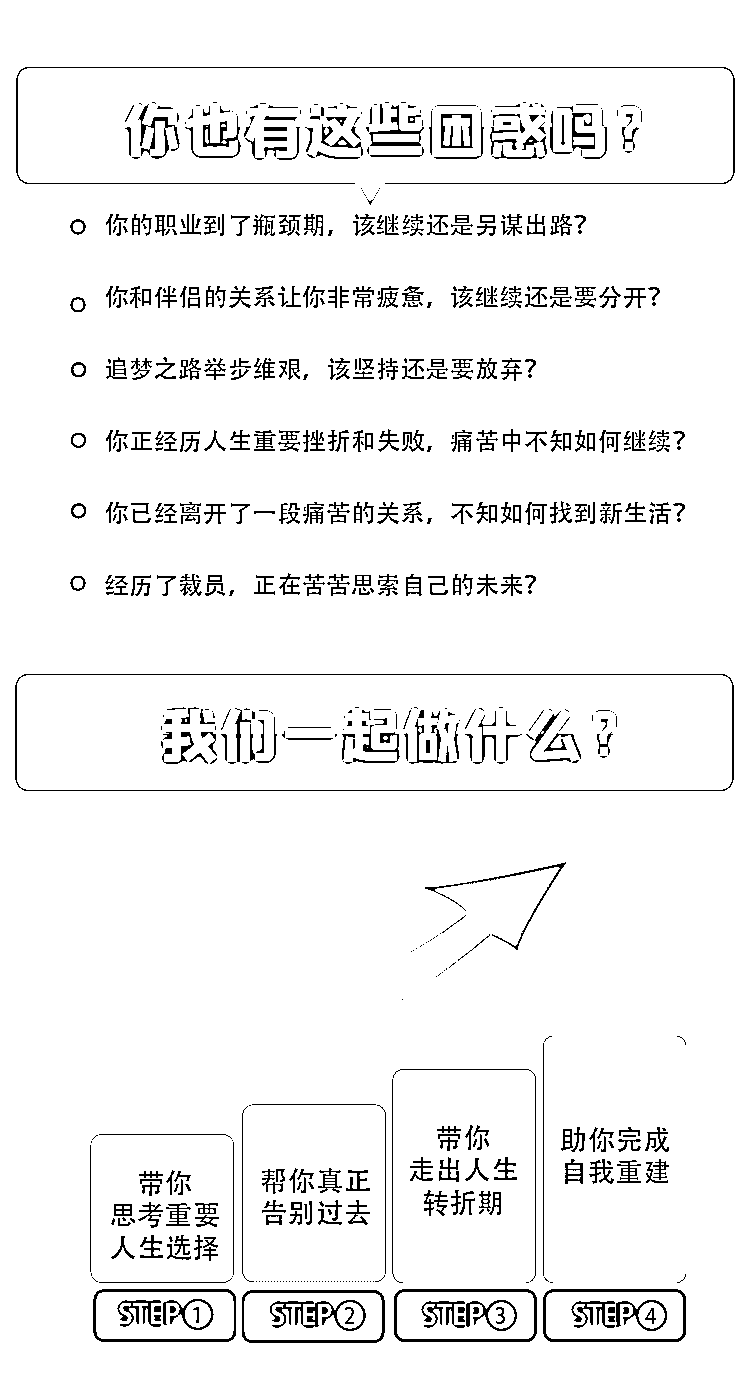 你也有这些困惑吗？
你的职业到了瓶颈期，该继续还是另谋出路？
你和伴侣的关系让你非常疲惫，该继续还是要分开？
追梦之路举步维艰，该坚持还是要放弃？
你正经历人生重要挫折和失败，痛苦中不知如何继续？
你已经离开了一段痛苦的关系，不知如何找到新生活？
经历了裁员，正在苦苦思索自己的未来？
我们一起做什么？
带你
思考重要
人生选择
STEP①
帮你真正
告别过去
STEP②
带你
走出人生
转折期
STEP③
助你完成
自我重建
STEP④